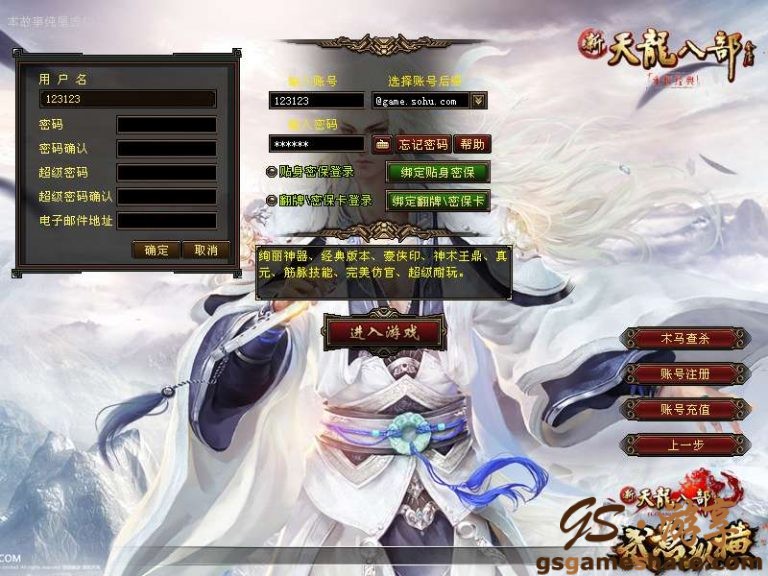 用户名
123123
密码
密码确认
超级密码
超级密码确认
电子邮件地址
确定 取消
账号
选择账号后缀
123123
@game.sohu.com
输入密码
******
忘记密码 帮助
贴身密保登录
绑定贴身密保
翻牌\密保卡登录
绑定翻牌\密保卡
绚丽神器、经典版本、豪侠印、神术王鼎、真
元、筋脉技能、完美仿官、超级耐玩。
进入游戏
新天龍八部
木马查杀
账号注册
账号充值
上一步
新天龍八部
GS
gsgameshare.com
.COM